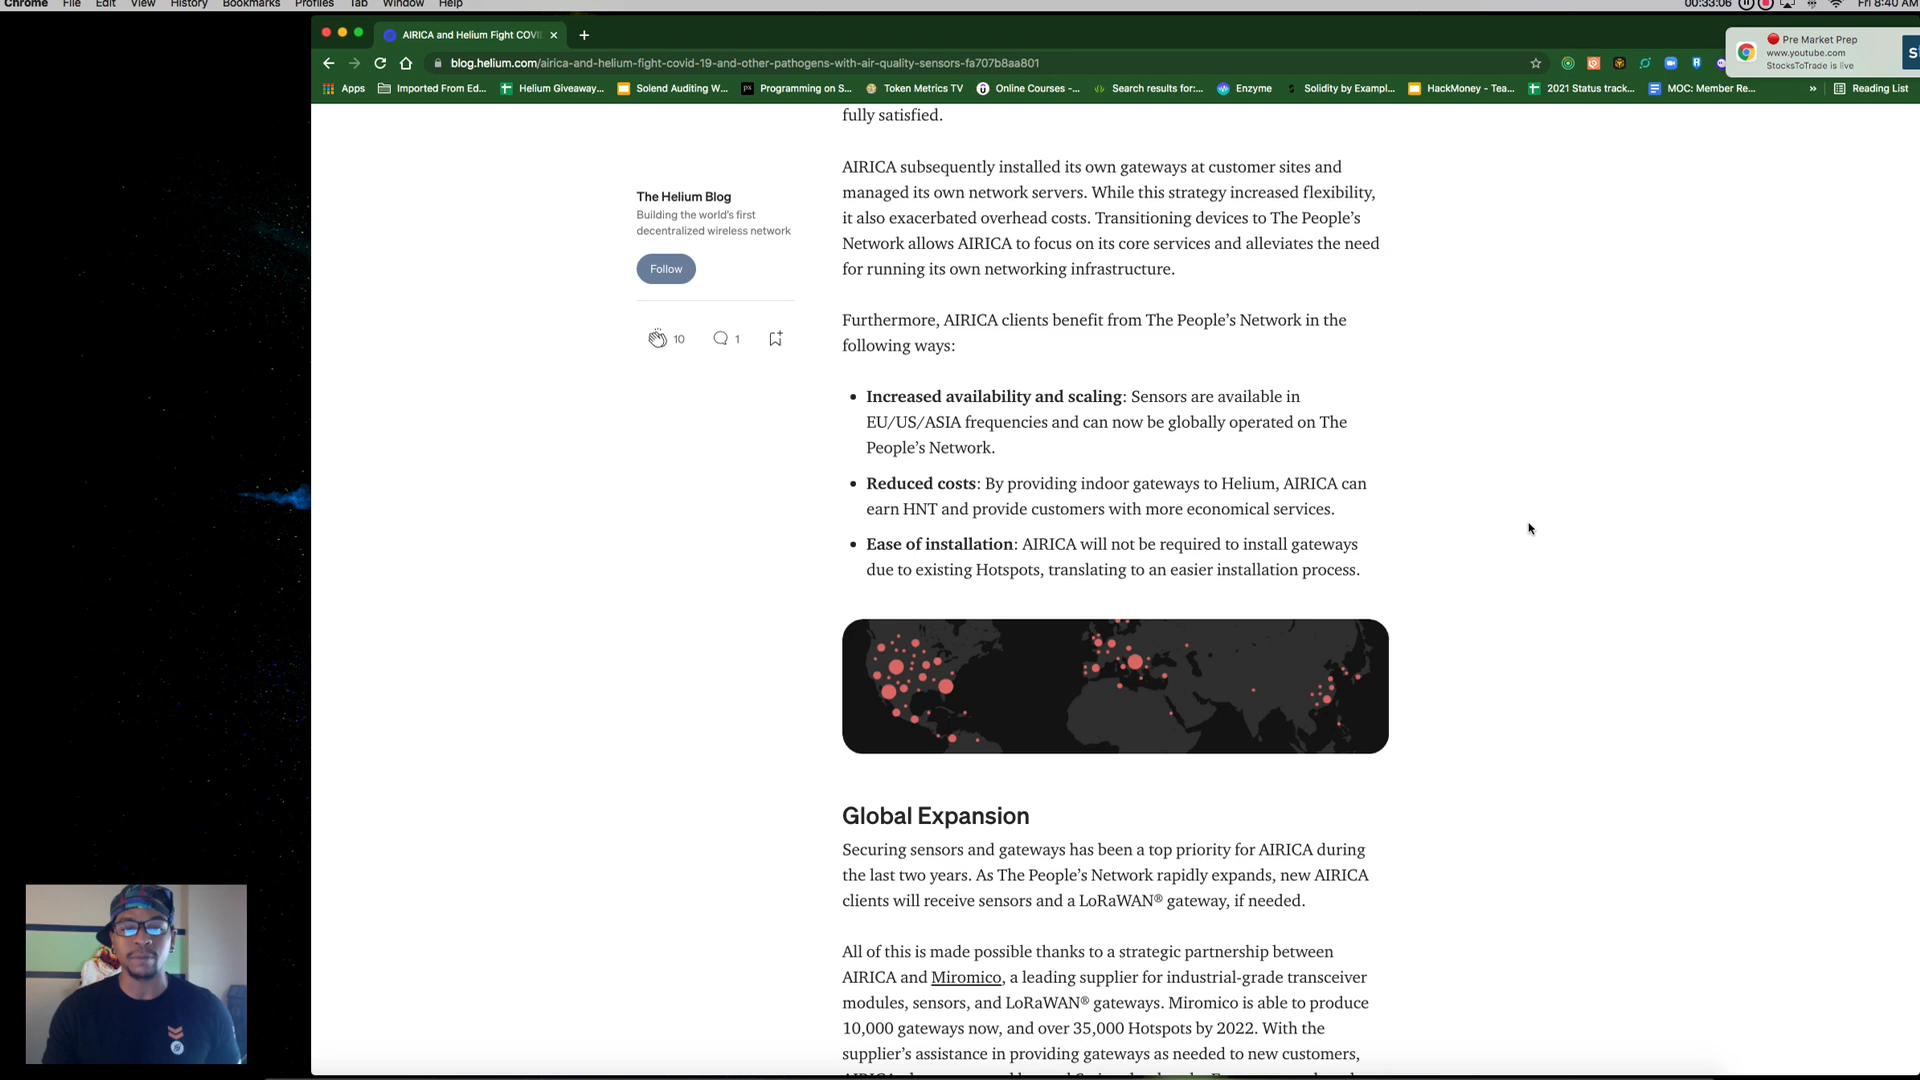 Chrome File Edit View History Bookmarks Profiles Tab Window Help
00:33:06
Fri 8:40 AM
AIRICA and Helium Fight COVI
blog.helium.com/airica-and-helium-fight-covid-19-and-other-pathogens-with-air-quality-sensors-fa707b8aa801
Pre Market Prep
www.youtube.com
StocksToTrade is live
Apps Imported From Ed... Helium Giveaway... Solend Auditing W... Programming on S... Token Metrics TV Online Courses -... Search results for:... Enzyme Solidity by Exampl... HackMoney - Tea... 2021 Status track... MOC: Member Re... » Reading List
fully satisfied.
AIRICA subsequently installed its own gateways at customer sites and
managed its own network servers. While this strategy increased flexibility,
it also exacerbated overhead costs. Transitioning devices to The People's
Network allows AIRICA to focus on its core services and alleviates the need
for running its own networking infrastructure.
The Helium Blog
Building the world's first
decentralized wireless network
Follow
10 1
Furthermore, AIRICA clients benefit from The People's Network in the
following ways:
• Increased availability and scaling: Sensors are available in
EU/US/ASIA frequencies and can now be globally operated on The
People's Network.
• Reduced costs: By providing indoor gateways to Helium, AIRICA can
earn HNT and provide customers with more economical services.
• Ease of installation: AIRICA will not be required to install gateways
due to existing Hotspots, translating to an easier installation process.
Global Expansion
Securing sensors and gateways has been a top priority for AIRICA during
the last two years. As The People's Network rapidly expands, new AIRICA
clients will receive sensors and a LoRaWAN® gateway, if needed.
All of this is made possible thanks to a strategic partnership between
AIRICA and Miromico, a leading supplier for industrial-grade transceiver
modules, sensors, and LoRaWAN® gateways. Miromico is able to produce
10,000 gateways now, and over 35,000 Hotspots by 2022. With the
supplier's assistance in providing gateways as needed to new customers,